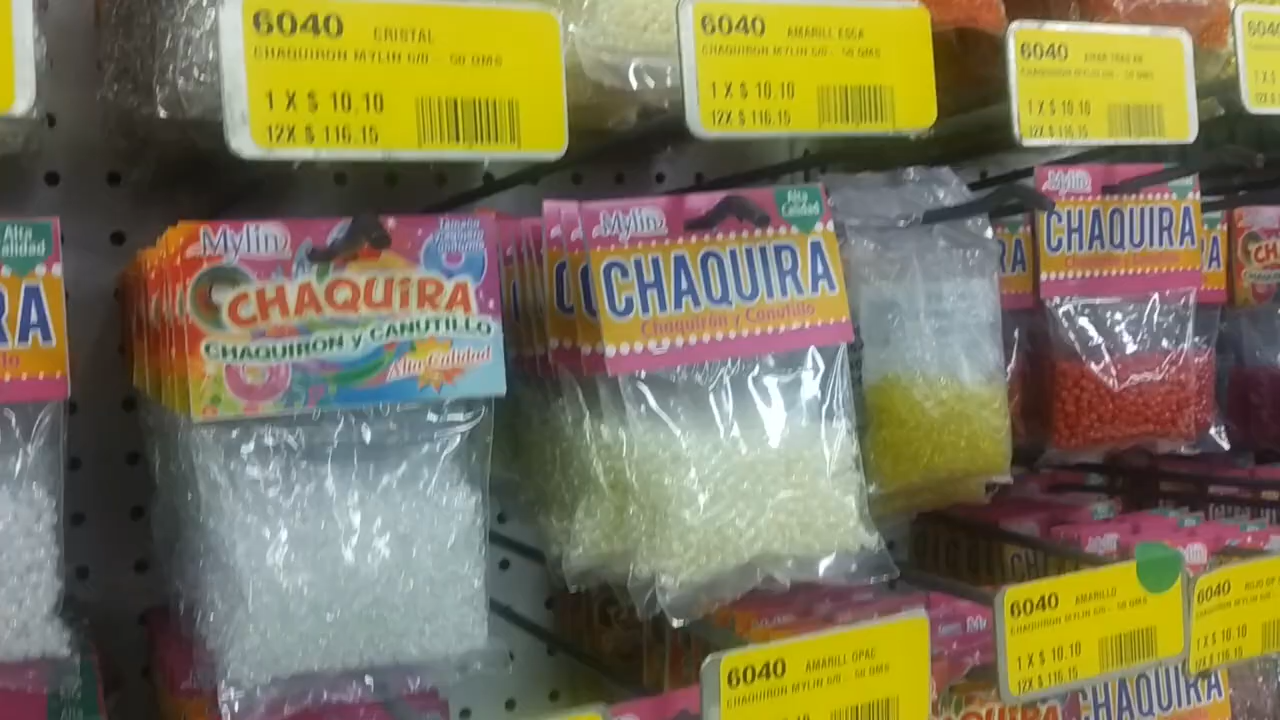 6040 CRISTAL
CHAQUIRON MYLIN 6/0 - 50 GMS
1 X $ 10.10
12X $ 116.15
6040 AMARILL ESCA
CHAQUIRON MYLIN 6/0 - 50 GMS
1 X $ 10.10
12X $ 116.15
6040
1 X $ 10.10
12X $ 116.15
Alta
Calidad
Mylin
CHAQUIRA
CHAQUIRON y CANUTILLO
Alta Calidad
Mylin
Alta
Calidad
CHAQUIRA
Chaquirón y Canutillo
Mylin
CHAQUIRA
6040 AMARILL OPAC
CHAQUIRON MYLIN 6/0 - 50 GMS
6040 AMARILLO
CHAQUIRON MYLIN 6/0 - 50 GMS
1 X $ 10.10
12X $ 116.15
6040
1 X $ 10.10
12X $ 116.15
CHAQUIRA